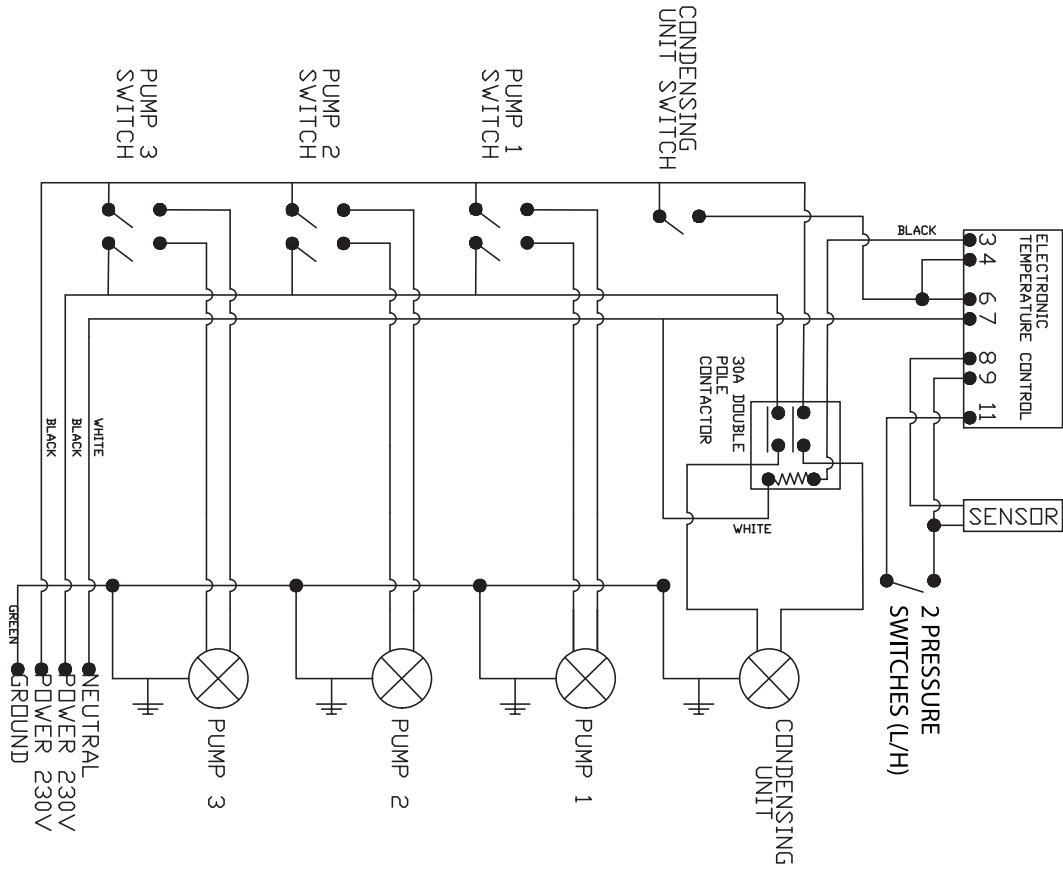 PUMP 3
SWITCH
PUMP 2
SWITCH
PUMP 1
SWITCH
CONDENSING
UNIT SWITCH
BLACK
3
4
6
7
8
9
11
ELECTRONIC
TEMPERATURE CONTROL
30A DOUBLE
POLE
CONTACTOR
WHITE
SENSOR
2 PRESSURE
SWITCHES (L/H)
WHITE
BLACK
BLACK
GREEN
NEUTRAL
POWER 230V
POWER 230V
GROUND
PUMP 3
PUMP 2
PUMP 1
CONDENSING
UNIT